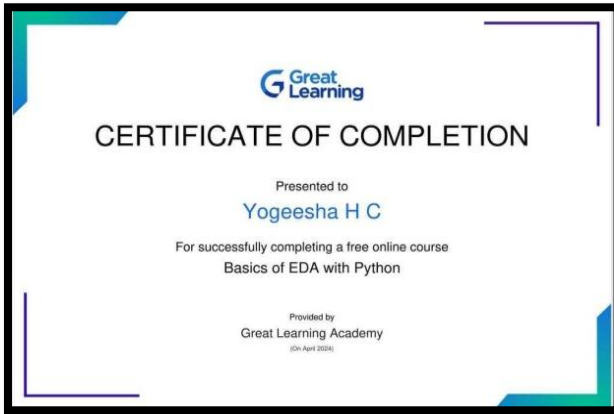 Great
Learning
CERTIFICATE OF COMPLETION
Presented to
Yogeesha H C
For successfully completing a free online course
Basics of EDA with Python
Provided by
Great Learning Academy
(On April 2024)